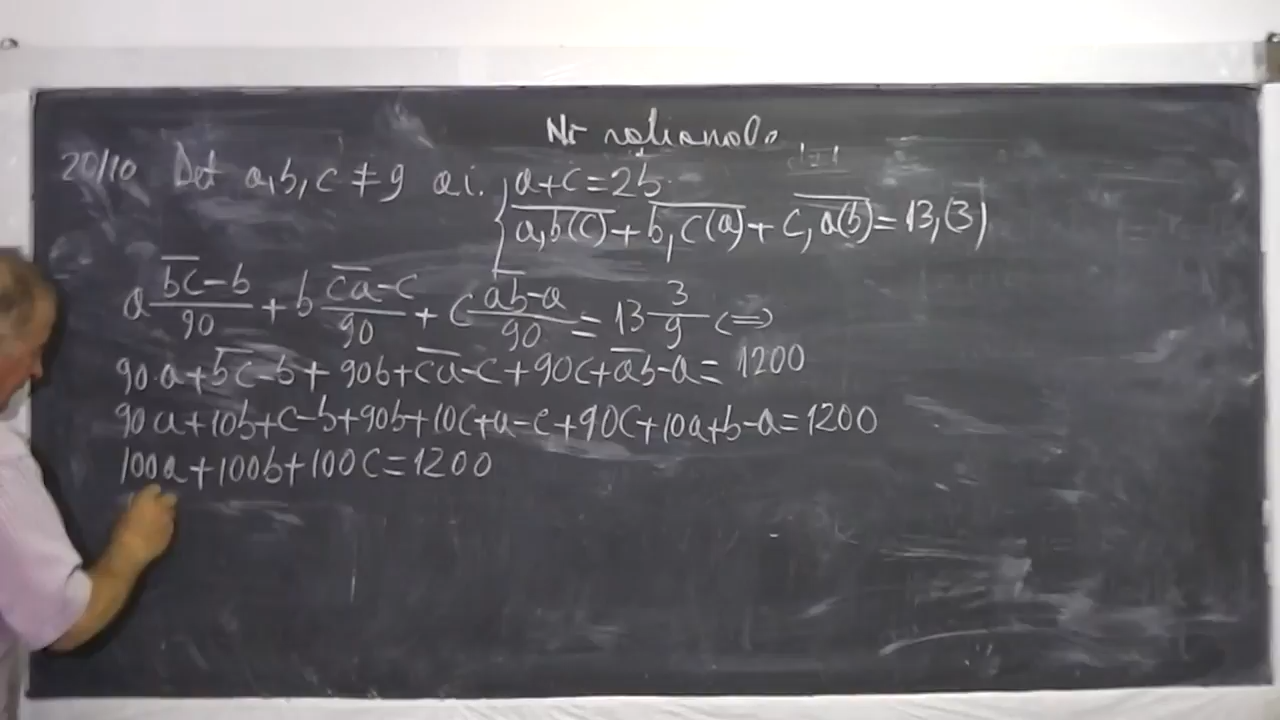 Nr rationale
20/10 Det a,b,c ≠ 9 a.i. { a+c=2b
a,b(c) + b,c(a) + c,a(b) = 13,(3)
a (bc-b)/90 + b (ca-c)/90 + c (ab-a)/90 = 13 3/9 <=>
90·a+bc-b+90b+ca-c+90c+ab-a=1200
90a+10b+c-b+90b+10c+a-c+90c+10a+b-a=1200
100a+100b+100c=1200